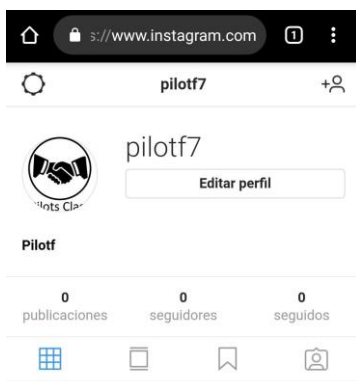 s://www.instagram.com 1
pilotf7
pilotf7
Editar perfil
Pilotf
0 0 0
publicaciones seguidores seguidos